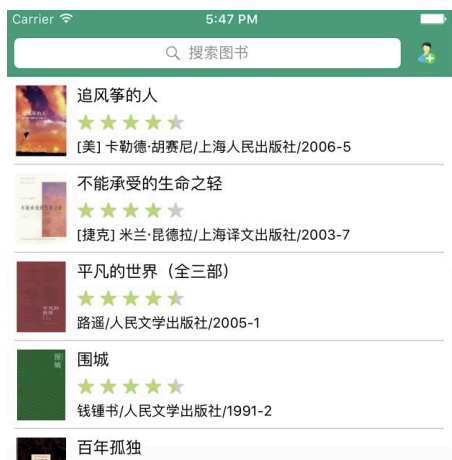 Carrier 5:47 PM
搜索图书
追风筝的人
[美] 卡勒德·胡赛尼/上海人民出版社/2006-5
不能承受的生命之轻
[捷克] 米兰·昆德拉/上海译文出版社/2003-7
平凡的世界（全三部）
路遥/人民文学出版社/2005-1
围城
钱锺书/人民文学出版社/1991-2
百年孤独